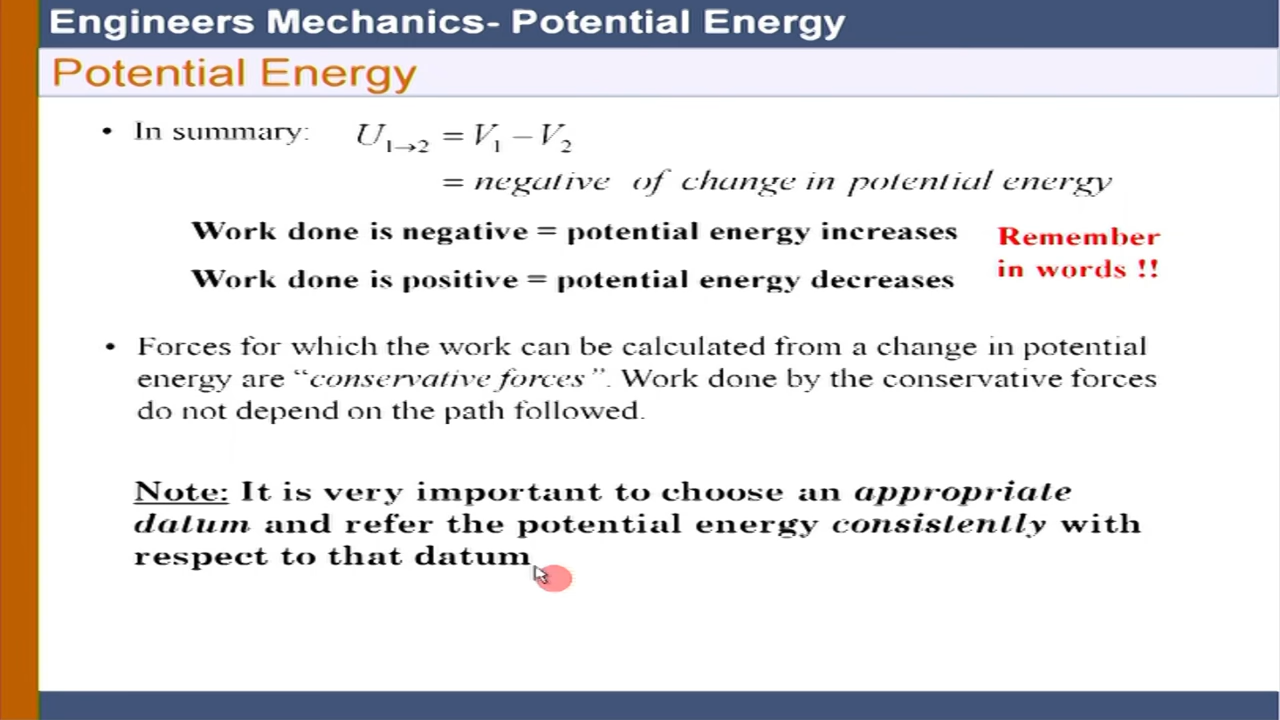 Engineers Mechanics- Potential Energy
Potential Energy
• In summary: U₁→₂ = V₁ − V₂
= negative of change in potential energy
Work done is negative = potential energy increases
Work done is positive = potential energy decreases
Remember
in words !!
• Forces for which the work can be calculated from a change in potential
energy are “conservative forces”. Work done by the conservative forces
do not depend on the path followed.
Note: It is very important to choose an appropriate
datum and refer the potential energy consistently with
respect to that datum